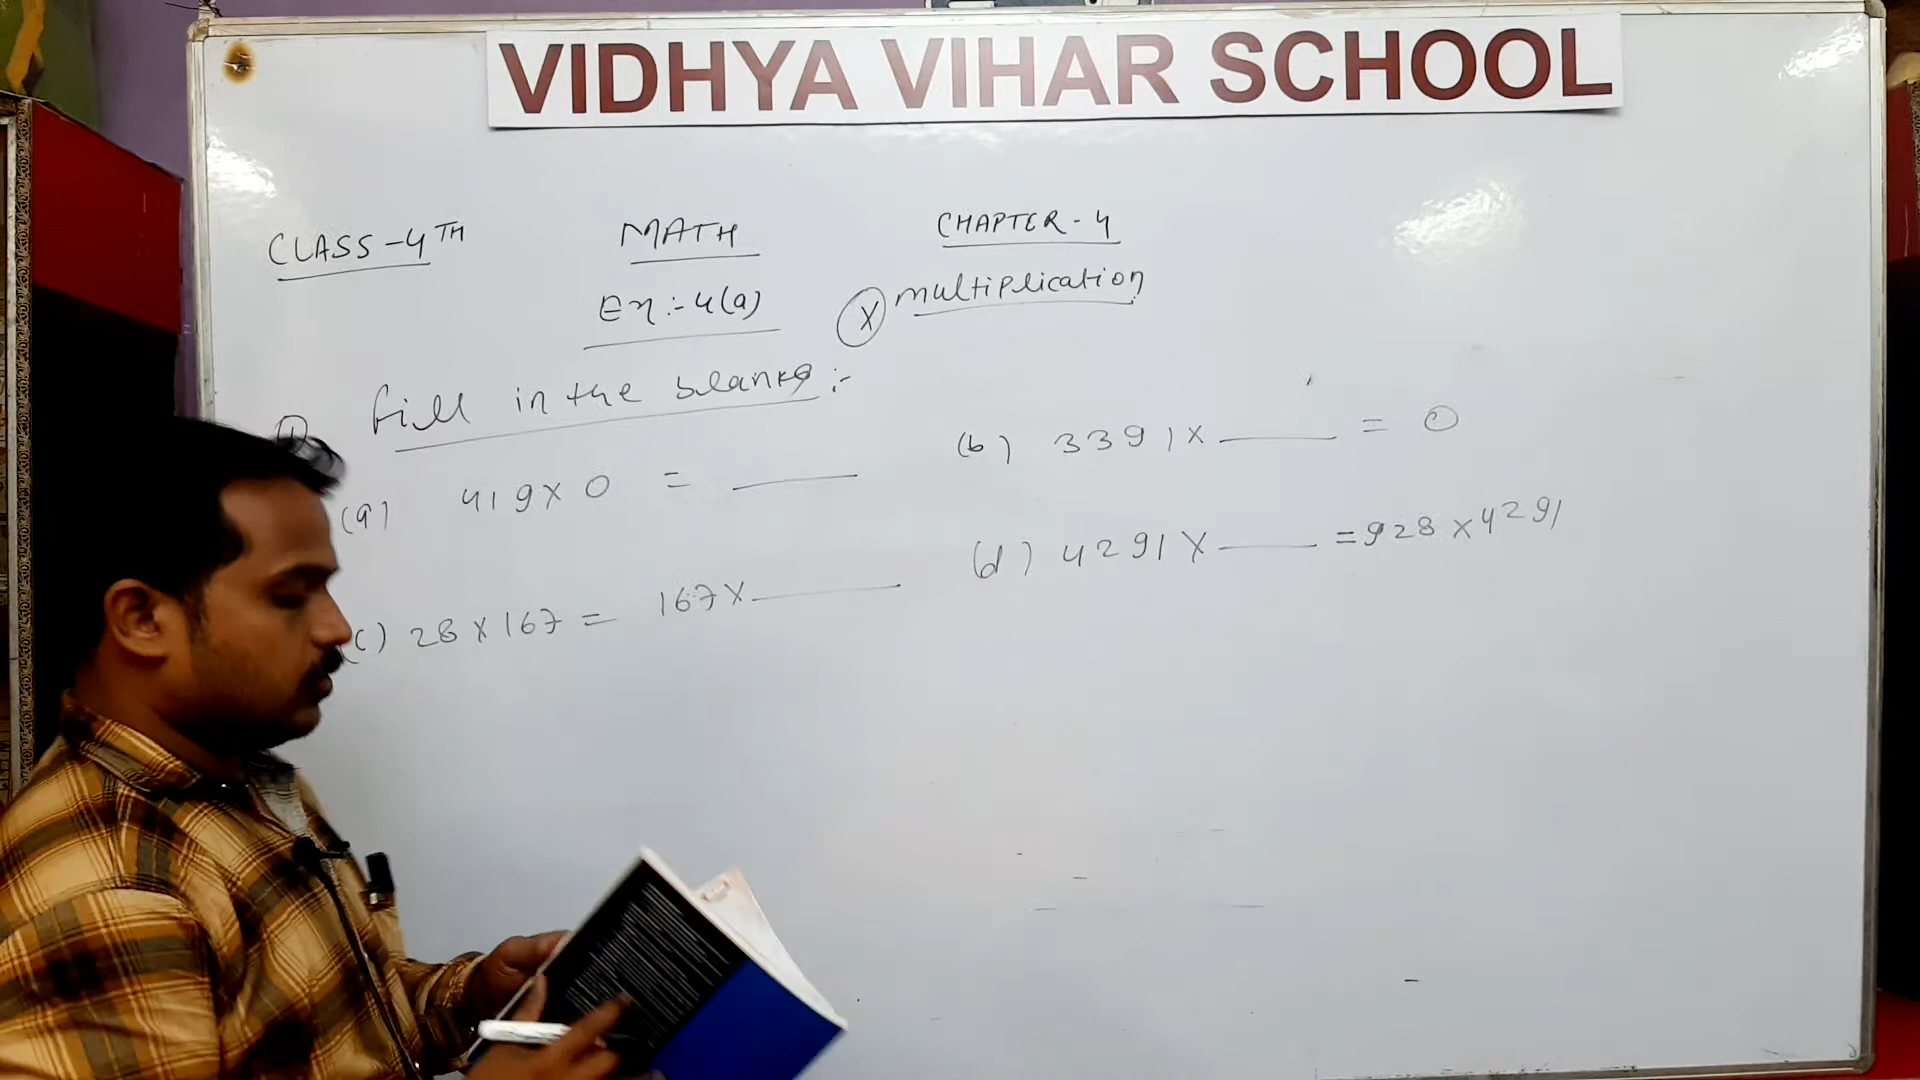 VIDHYA VIHAR SCHOOL
CLASS-4TH MATH CHAPTER-4
Ex:-4(a) (X) multiplication
(1) fill in the blanks :-
(a) 419 X 0 = ____ (b) 3391 X ____ = 0
(c) 28 X 167 = 167 X ____ (d) 4291 X ____ = 928 X 4291